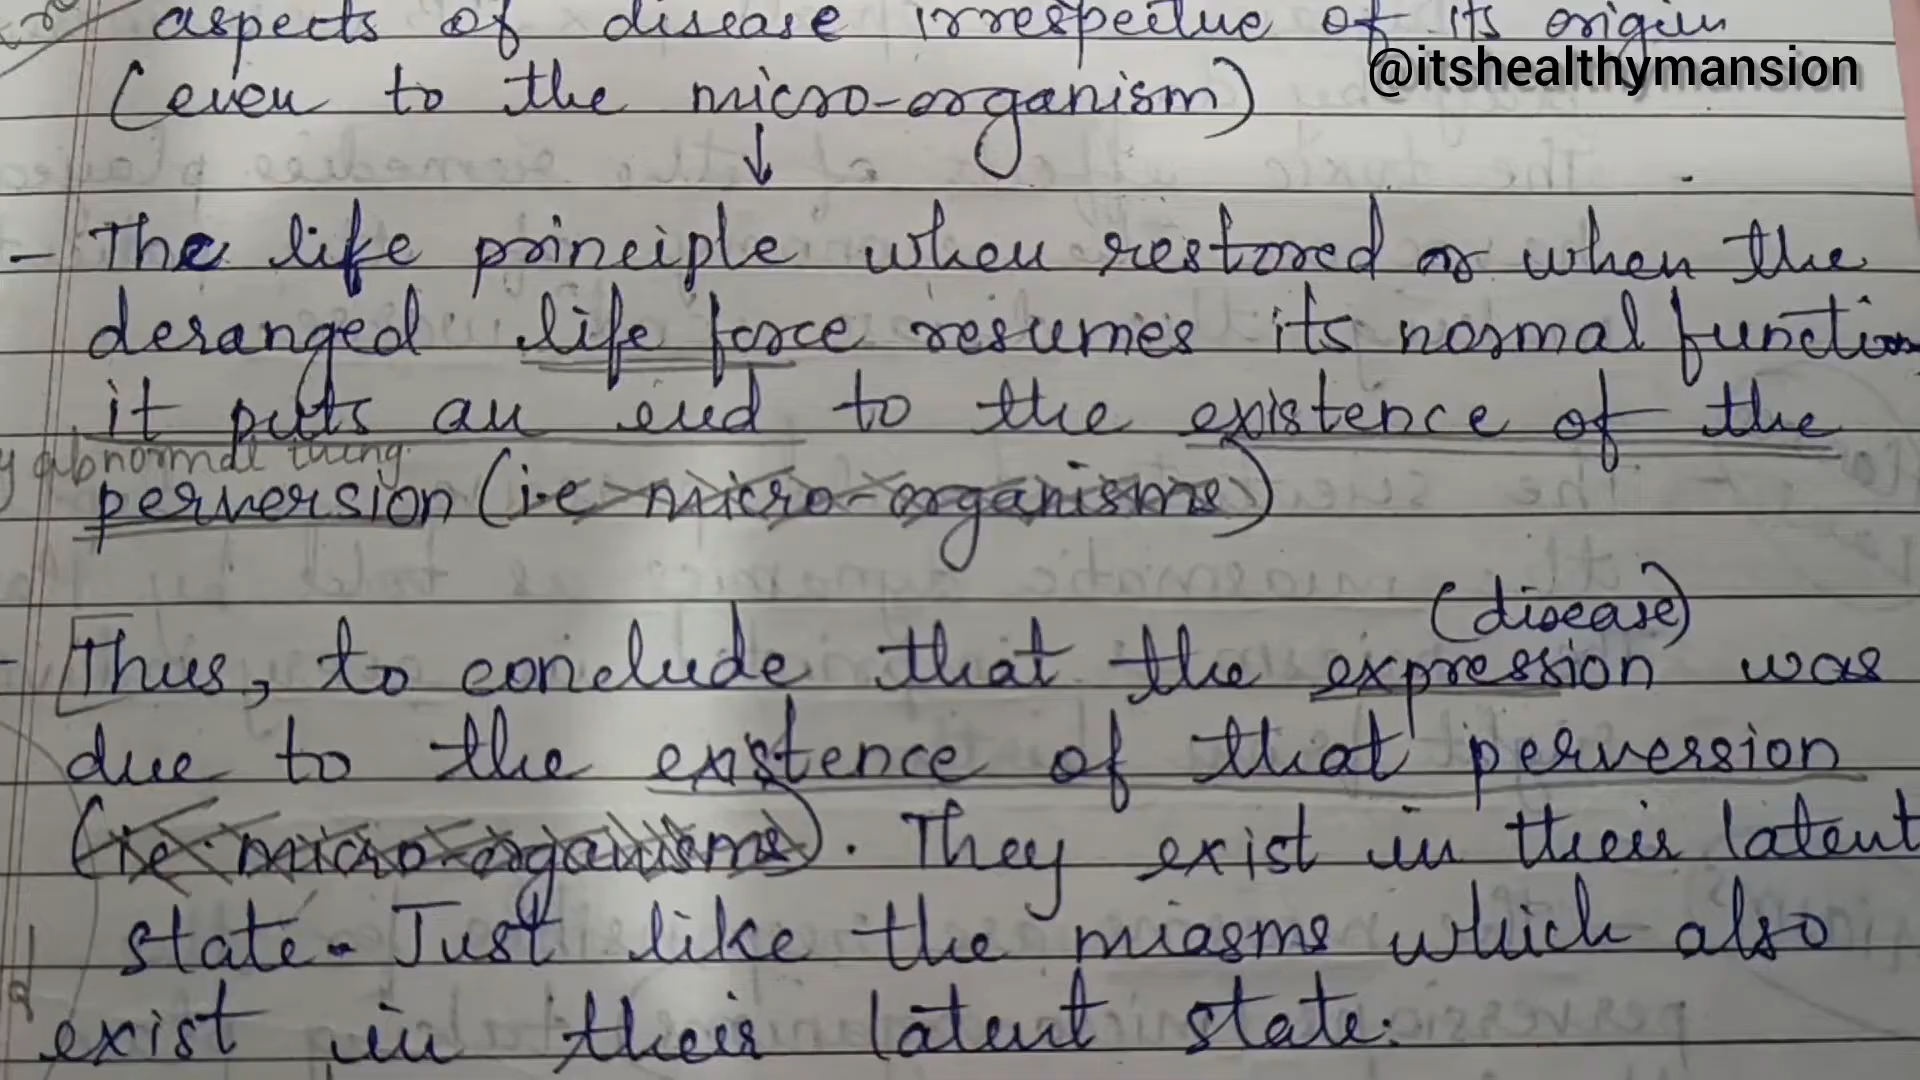 aspects of disease irrespective of its origin
@itshealthymansion
(even to the micro-organism)
↓
- The life principle when restored or when the
deranged life force resumes its normal function
it puts an end to the existence of the
abnormal thing.
perversion (i.e micro-organisms)
(disease)
- Thus, to conclude that the expression was
due to the existence of that perversion
(i.e. micro-organisms). They exist in their latent
state. Just like the miasms which also
exist in their latent state.